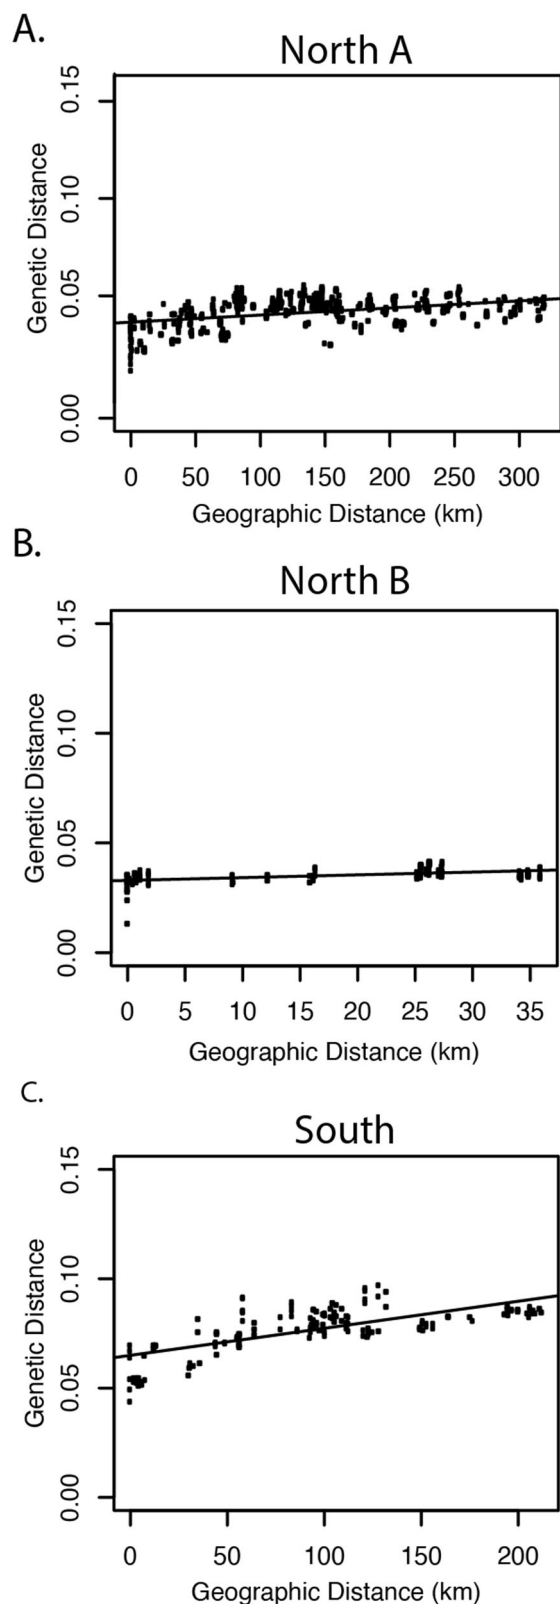 A.
North A
0.15
0.10
0.05
0.00
Genetic Distance
0 50 100 150 200 250 300
Geographic Distance (km)
B.
North B
0.15
0.10
0.05
0.00
Genetic Distance
0 5 10 15 20 25 30 35
Geographic Distance (km)
C.
South
0.15
0.10
0.05
0.00
Genetic Distance
0 50 100 150 200
Geographic Distance (km)